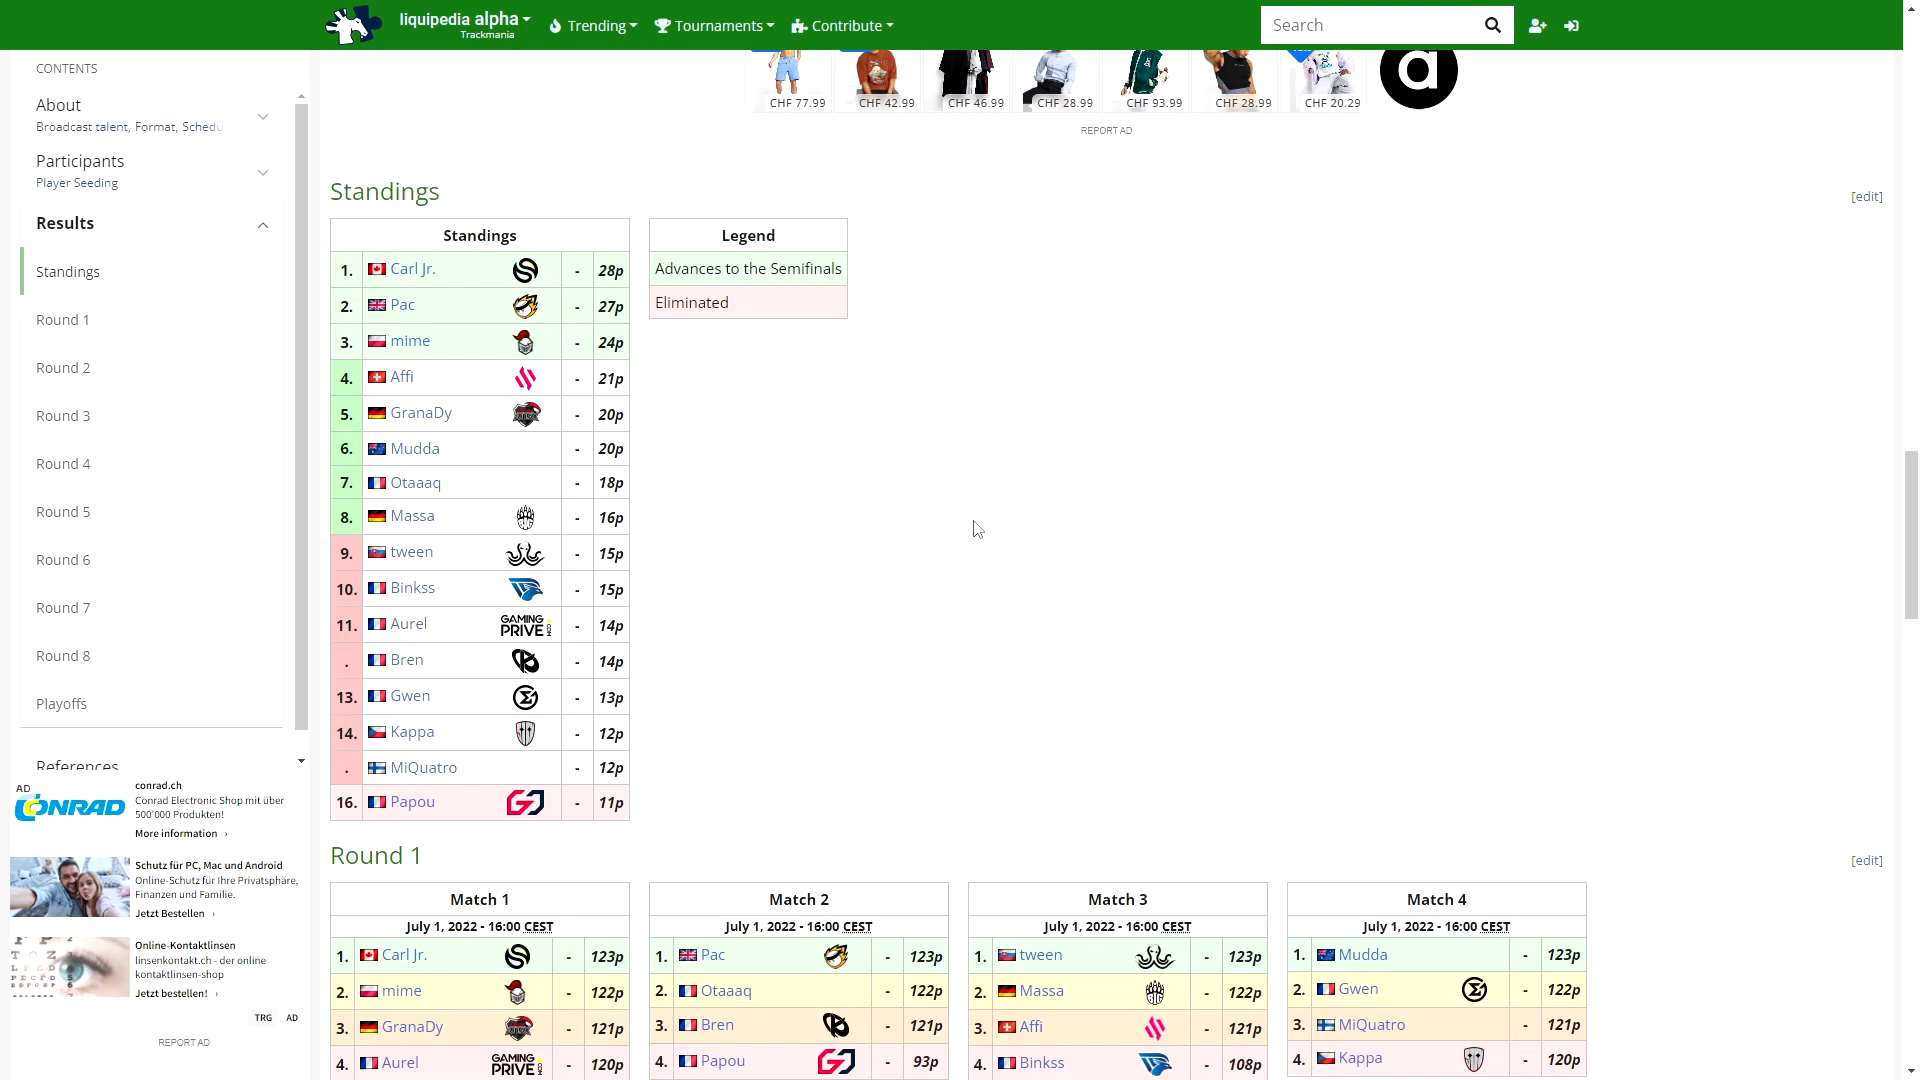 liquipedia alpha
Trackmania
Trending
Tournaments
Contribute
Search
CONTENTS
About
Broadcast talent, Format, Schedu
Participants
Player Seeding
Results
Standings
Round 1
Round 2
Round 3
Round 4
Round 5
Round 6
Round 7
Round 8
Playoffs
References
AD
CONRAD
conrad.ch
Conrad Electronic Shop mit über
500'000 Produkten!
More information ›
Schutz für PC, Mac und Android
Online-Schutz für Ihre Privatsphäre,
Finanzen und Familie.
Jetzt Bestellen ›
Online-Kontaktlinsen
linsenkontakt.ch - der online
kontaktlinsen-shop
Jetzt bestellen! ›
TRG AD
REPORT AD
CHF 77.99 CHF 42.99 CHF 46.99 CHF 28.99 CHF 93.99 CHF 28.99 CHF 20.29
a
REPORT AD
Standings
[edit]
Standings
1. Carl Jr. - 28p
2. Pac - 27p
3. mime - 24p
4. Affi - 21p
5. GranaDy - 20p
6. Mudda - 20p
7. Otaaaq - 18p
8. Massa - 16p
9. tween - 15p
10. Binkss - 15p
11. Aurel GAMING PRIVE .COM - 14p
. Bren - 14p
13. Gwen - 13p
14. Kappa - 12p
. MiQuatro - 12p
16. Papou - 11p
Legend
Advances to the Semifinals
Eliminated
Round 1
[edit]
Match 1
July 1, 2022 - 16:00 CEST
1. Carl Jr. - 123p
2. mime - 122p
3. GranaDy - 121p
4. Aurel GAMING PRIVE .COM - 120p
Match 2
July 1, 2022 - 16:00 CEST
1. Pac - 123p
2. Otaaaq - 122p
3. Bren - 121p
4. Papou - 93p
Match 3
July 1, 2022 - 16:00 CEST
1. tween - 123p
2. Massa - 122p
3. Affi - 121p
4. Binkss - 108p
Match 4
July 1, 2022 - 16:00 CEST
1. Mudda - 123p
2. Gwen - 122p
3. MiQuatro - 121p
4. Kappa - 120p